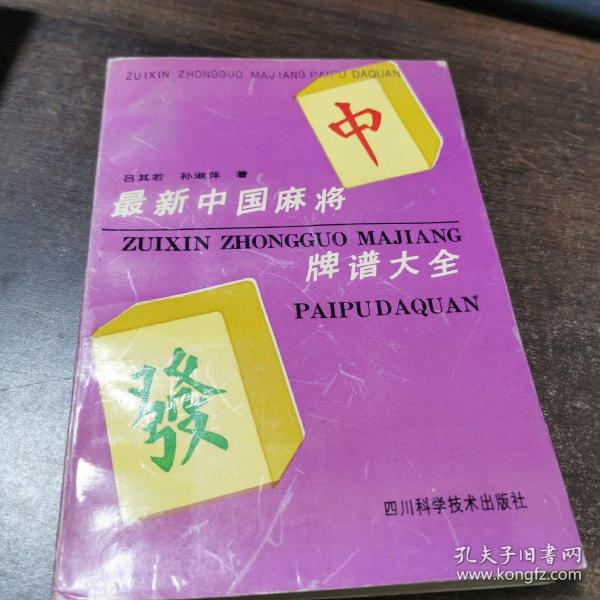 ZUIXIN ZHONGGUO MAJIANG PAIPU DAQUAN
中
吕其若 孙淑萍 著
最新中国麻将
ZUIXIN ZHONGGUO MAJIANG
牌谱大全
PAIPUDAQUAN
發
四川科学技术出版社
孔夫子旧书网
www.kongfz.com